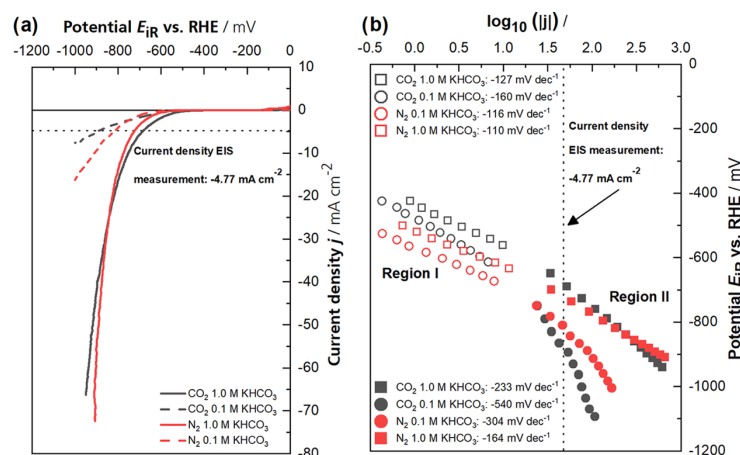 (a)
Potential EiR vs. RHE / mV
-1200 -1000 -800 -600 -400 -200 0
10
0
-10
-20
-30
-40
-50
-60
-70
-80
Current density j / mA cm-2
Current density EIS
measurement: -4.77 mA cm-2
CO2 1.0 M KHCO3
CO2 0.1 M KHCO3
N2 1.0 M KHCO3
N2 0.1 M KHCO3
(b)
log10 (|j|) /
-0.5 0.0 0.5 1.0 1.5 2.0 2.5 3.0
0
-200
-400
-600
-800
-1000
-1200
Potential EiR vs. RHE / mV
CO2 1.0 M KHCO3: -127 mV dec-1
CO2 0.1 M KHCO3: -160 mV dec-1
N2 0.1 M KHCO3: -116 mV dec-1
N2 1.0 M KHCO3: -110 mV dec-1
Current density
EIS measurement:
-4.77 mA cm-2
Region I
Region II
CO2 1.0 M KHCO3: -233 mV dec-1
CO2 0.1 M KHCO3: -540 mV dec-1
N2 0.1 M KHCO3: -304 mV dec-1
N2 1.0 M KHCO3: -164 mV dec-1